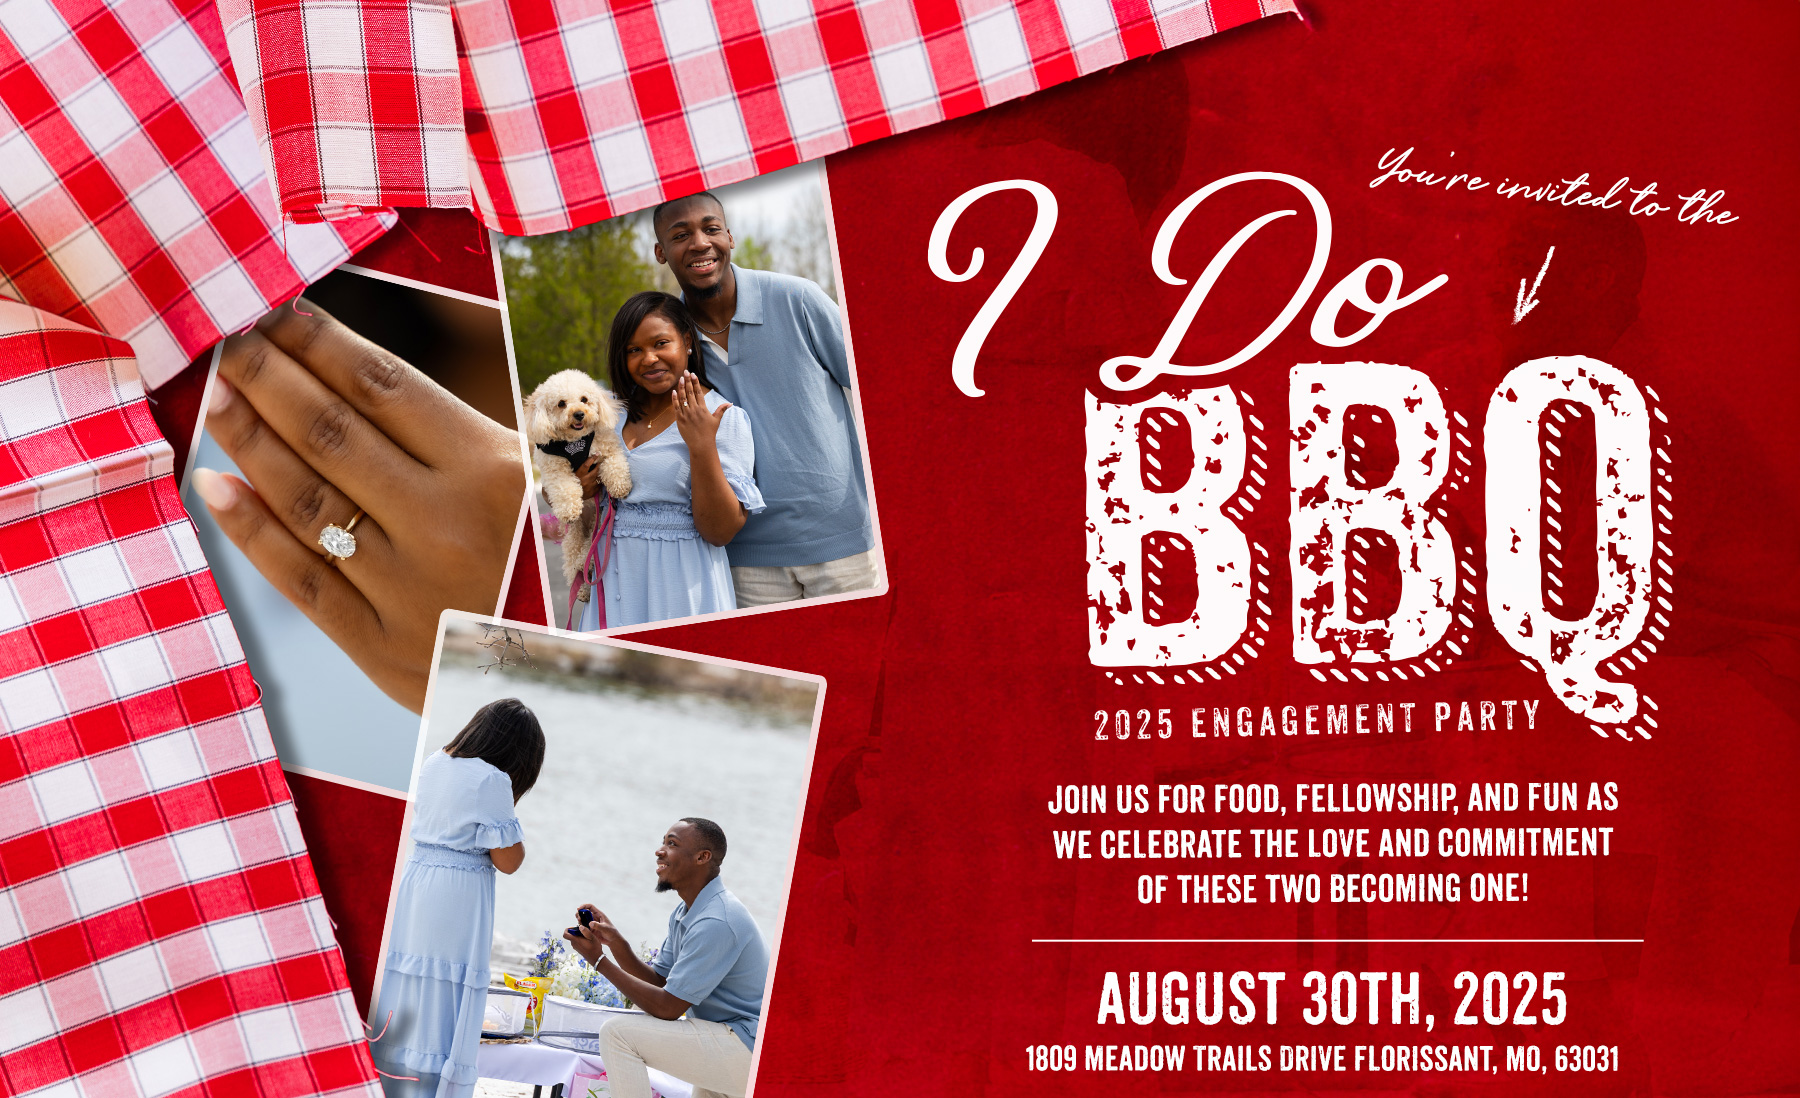 You're invited to the
I Do
BBQ
2025 ENGAGEMENT PARTY
JOIN US FOR FOOD, FELLOWSHIP, AND FUN AS
WE CELEBRATE THE LOVE AND COMMITMENT
OF THESE TWO BECOMING ONE!
AUGUST 30TH, 2025
1809 MEADOW TRAILS DRIVE FLORISSANT, MO, 63031